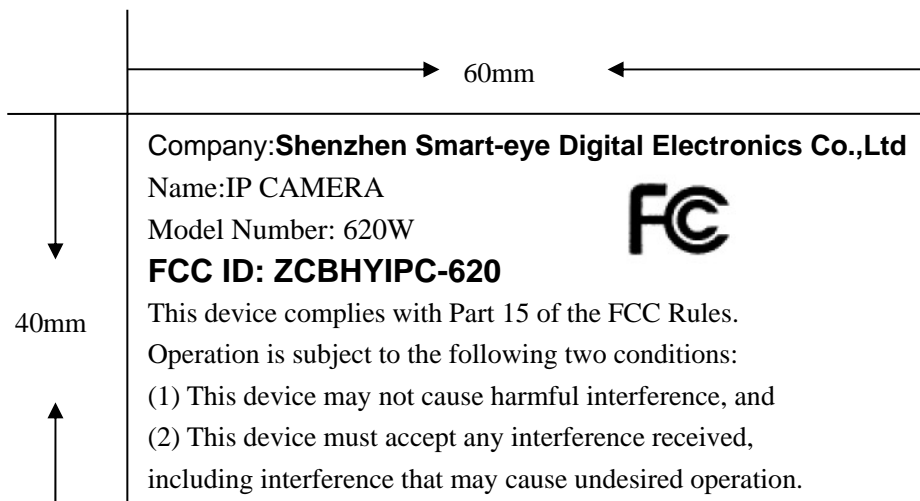 60mm
Company:Shenzhen Smart-eye Digital Electronics Co.,Ltd
Name:IP CAMERA
FC
Model Number: 620W
FCC ID: ZCBHYIPC-620
This device complies with Part 15 of the FCC Rules.
40mm
Operation is subject to the following two conditions:
(1) This device may not cause harmful interference, and
(2) This device must accept any interference received,
including interference that may cause undesired operation.